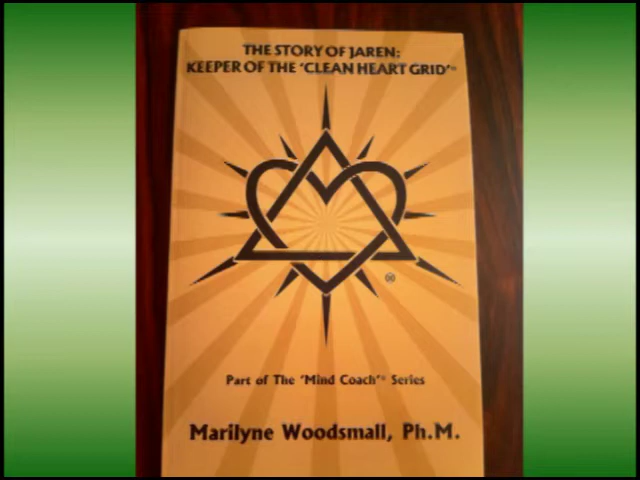 THE STORY OF JAREN:
KEEPER OF THE 'CLEAN HEART GRID'®
®
Part of The 'Mind Coach'® Series
Marilyne Woodsmall, Ph.M.